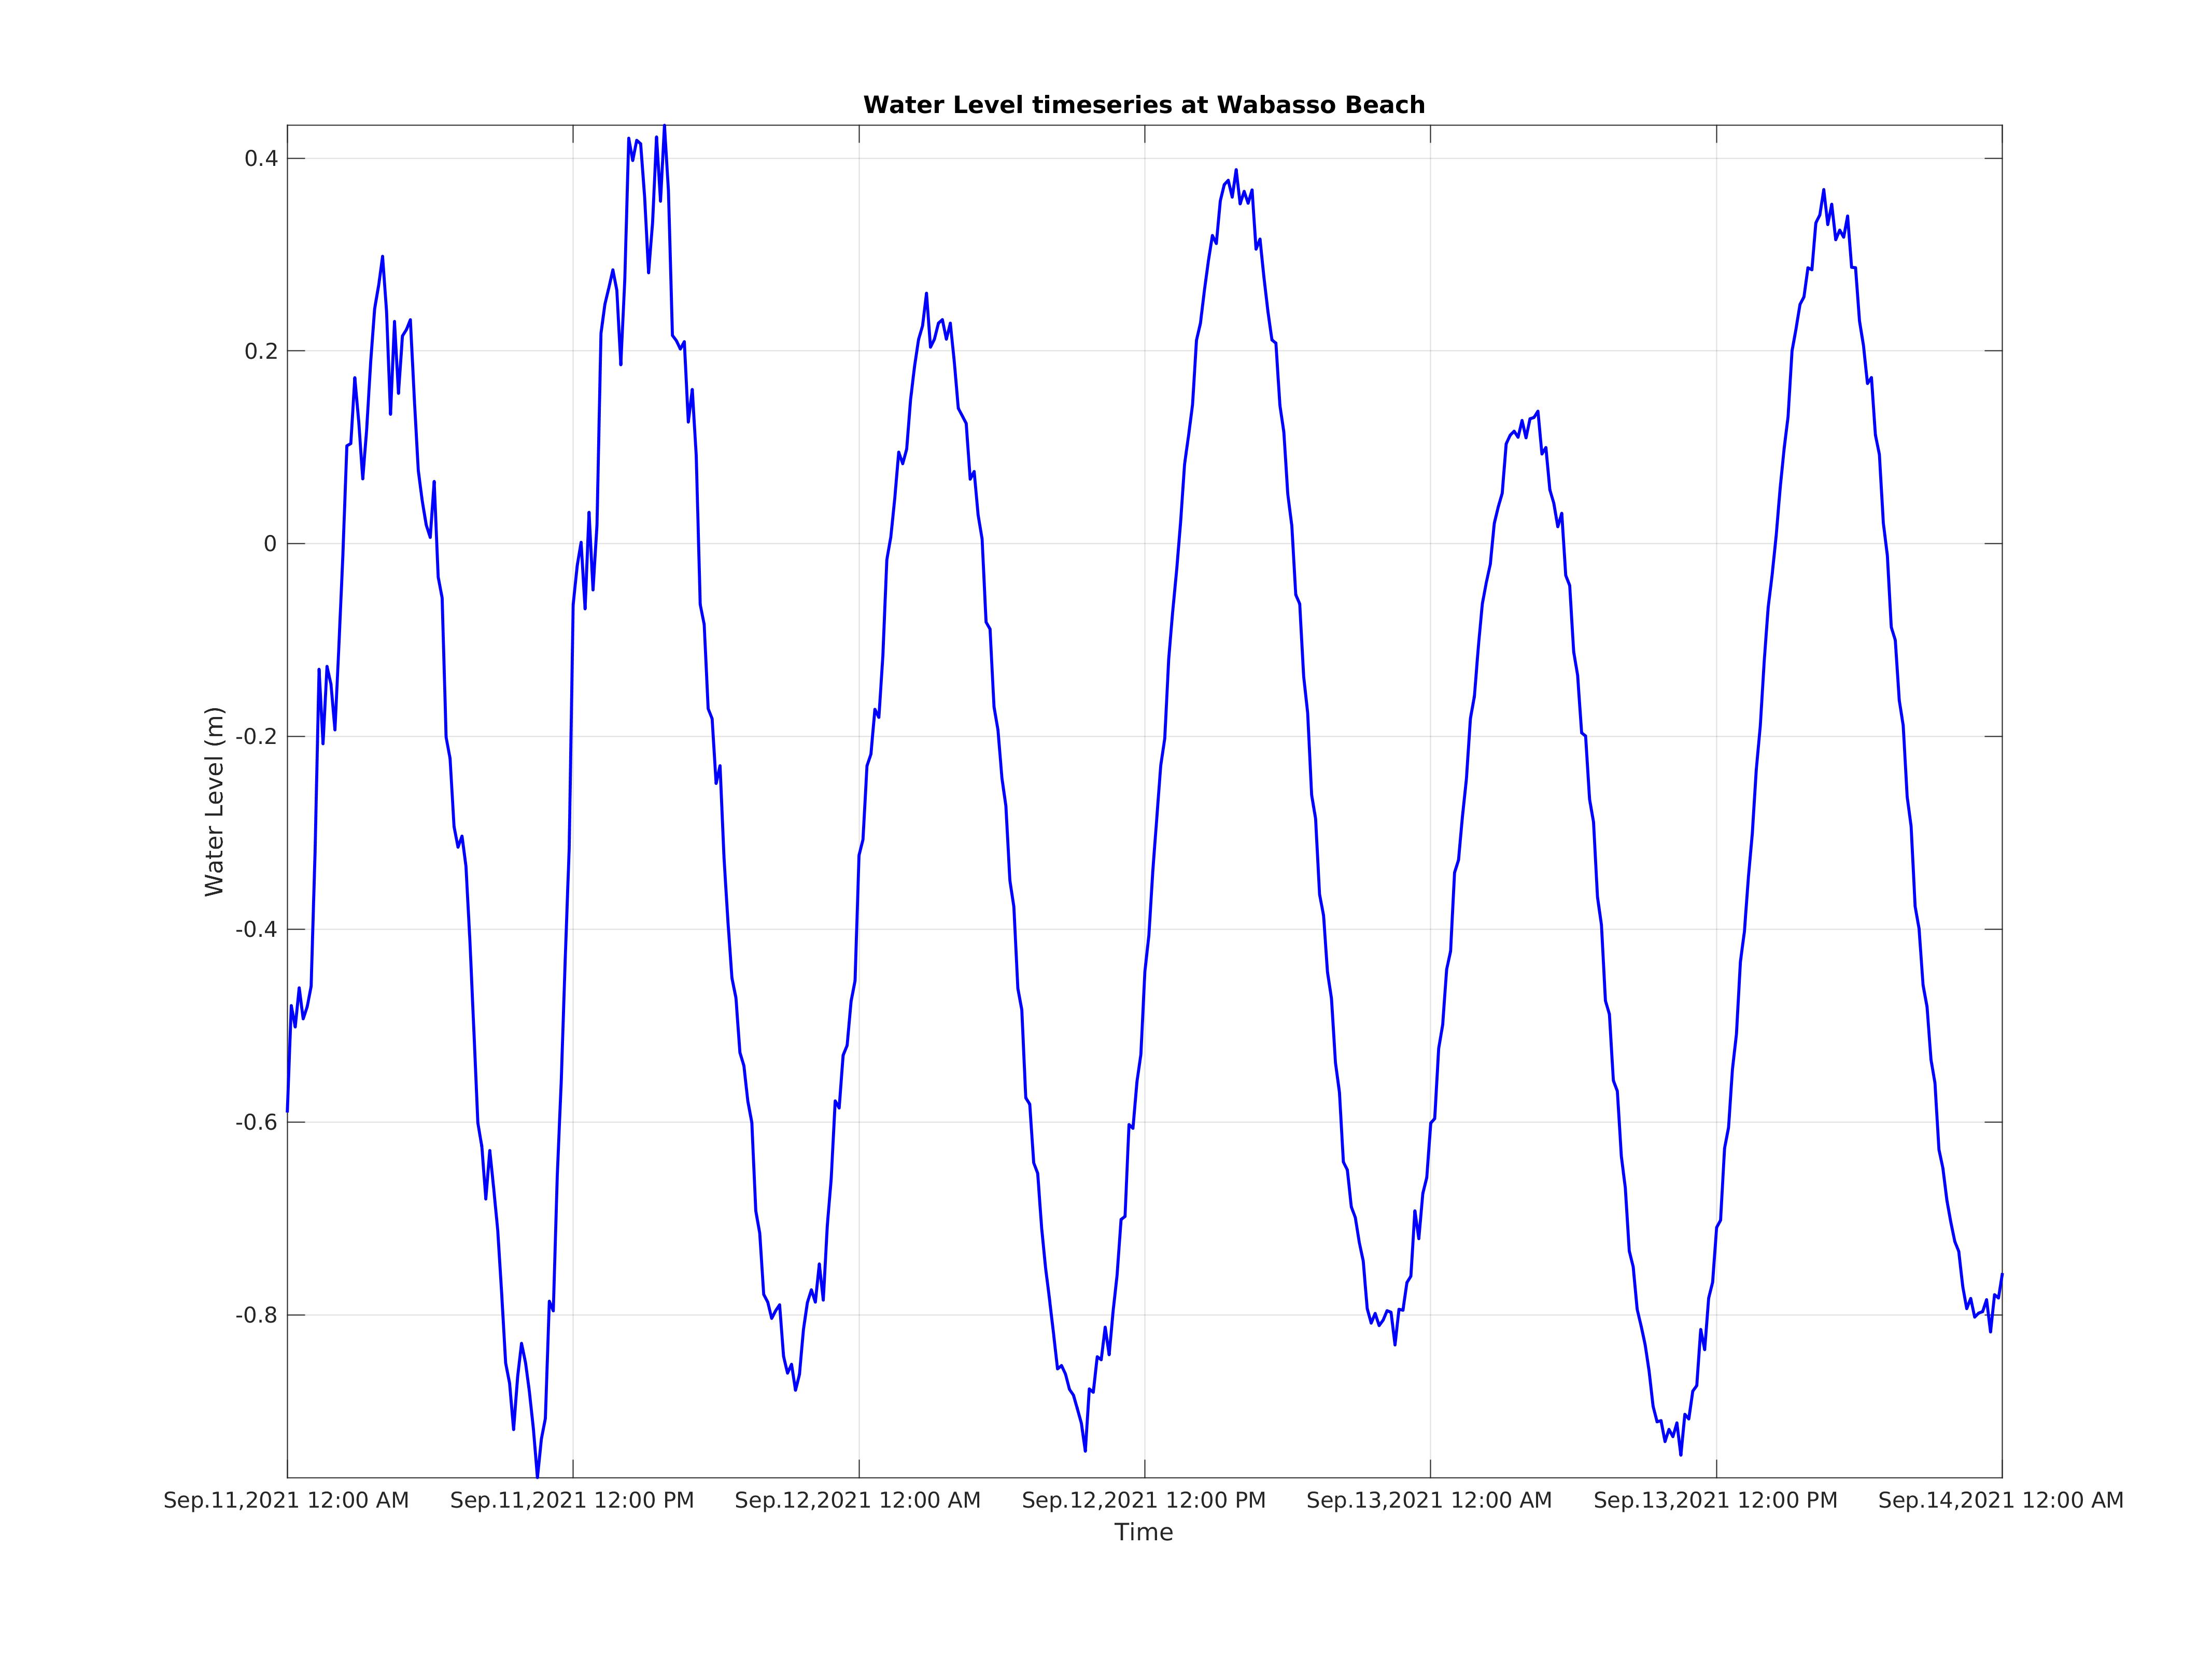 Water Level timeseries at Wabasso Beach
0.4
0.2
0
-0.2
-0.4
-0.6
-0.8
Water Level (m)
Sep.11,2021 12:00 AM
Sep.11,2021 12:00 PM
Sep.12,2021 12:00 AM
Sep.12,2021 12:00 PM
Sep.13,2021 12:00 AM
Sep.13,2021 12:00 PM
Sep.14,2021 12:00 AM
Time